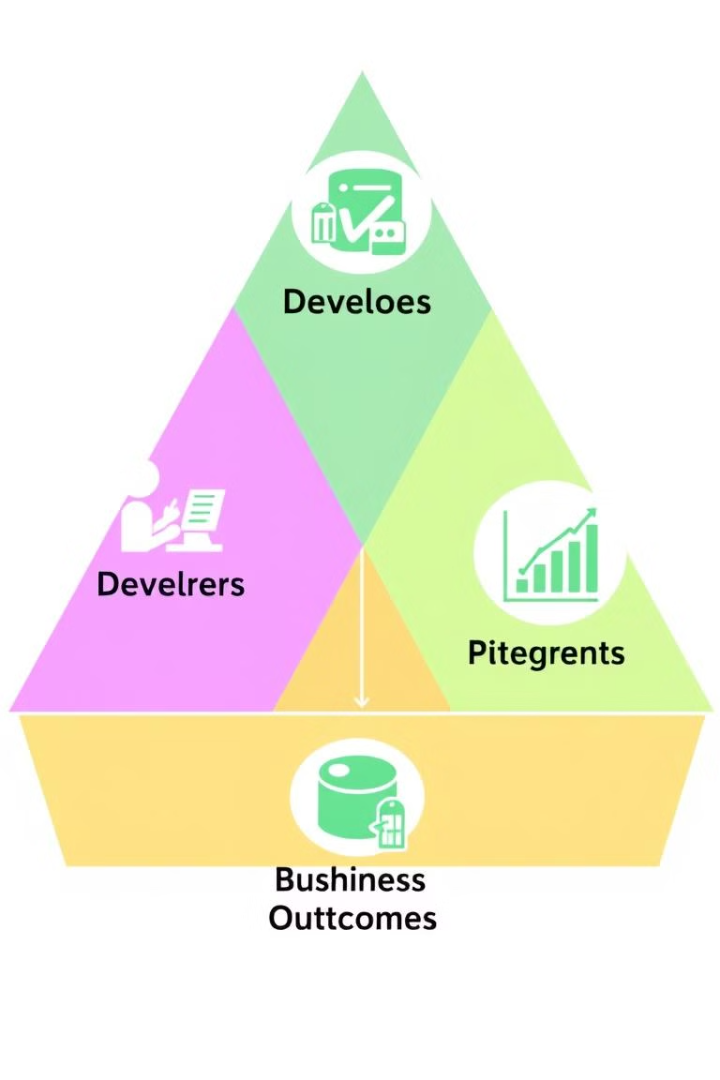 Develoes
Develrers
Pitegrents
Bushiness
Outtcomes